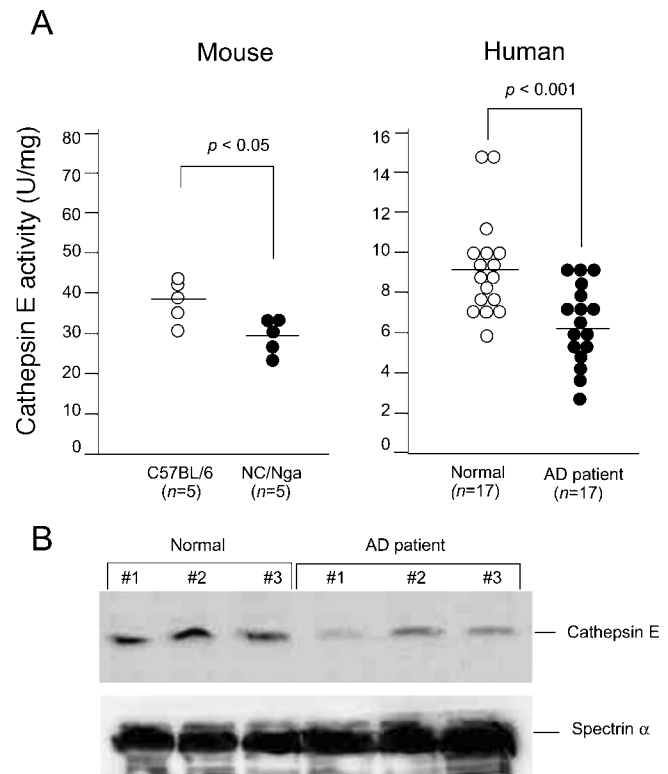 A
Mouse
Human
p < 0.05
p < 0.001
Cathepsin E activity (U/mg)
80
70
60
50
40
30
20
10
0
16
14
12
10
8
6
4
2
0
C57BL/6
(n=5)
NC/Nga
(n=5)
Normal
(n=17)
AD patient
(n=17)
B
Normal
AD patient
#1 #2 #3 #1 #2 #3
Cathepsin E
Spectrin α